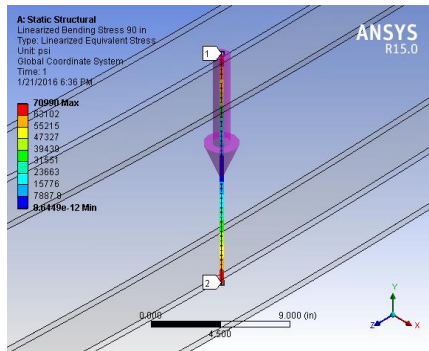 A: Static Structural
Linearized Bending Stress 90 in
Type: Linearized Equivalent Stress
Unit: psi
Global Coordinate System
Time: 1
1/21/2016 6:36 PM
70990 Max
63102
55215
47327
39439
31551
23663
15776
7887.8
8.6449e-12 Min
ANSYS
R15.0
1
2
0.000
9.000 (in)
4.500
Y
Z
X